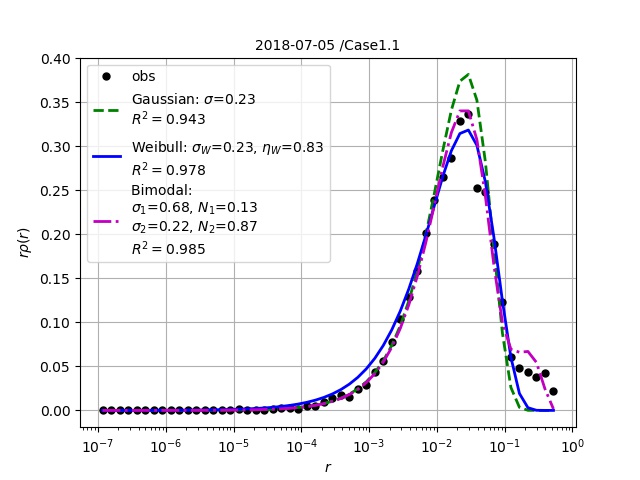 2018-07-05 /Case1.1
obs
Gaussian: σ=0.23
R² = 0.943
Weibull: σ_W=0.23, η_W=0.83
R² = 0.978
Bimodal:
σ₁=0.68, N₁=0.13
σ₂=0.22, N₂=0.87
R² = 0.985
0.40
0.35
0.30
0.25
0.20
0.15
0.10
0.05
0.00
rρ(r)
10⁻⁷ 10⁻⁶ 10⁻⁵ 10⁻⁴ 10⁻³ 10⁻² 10⁻¹ 10⁰
r